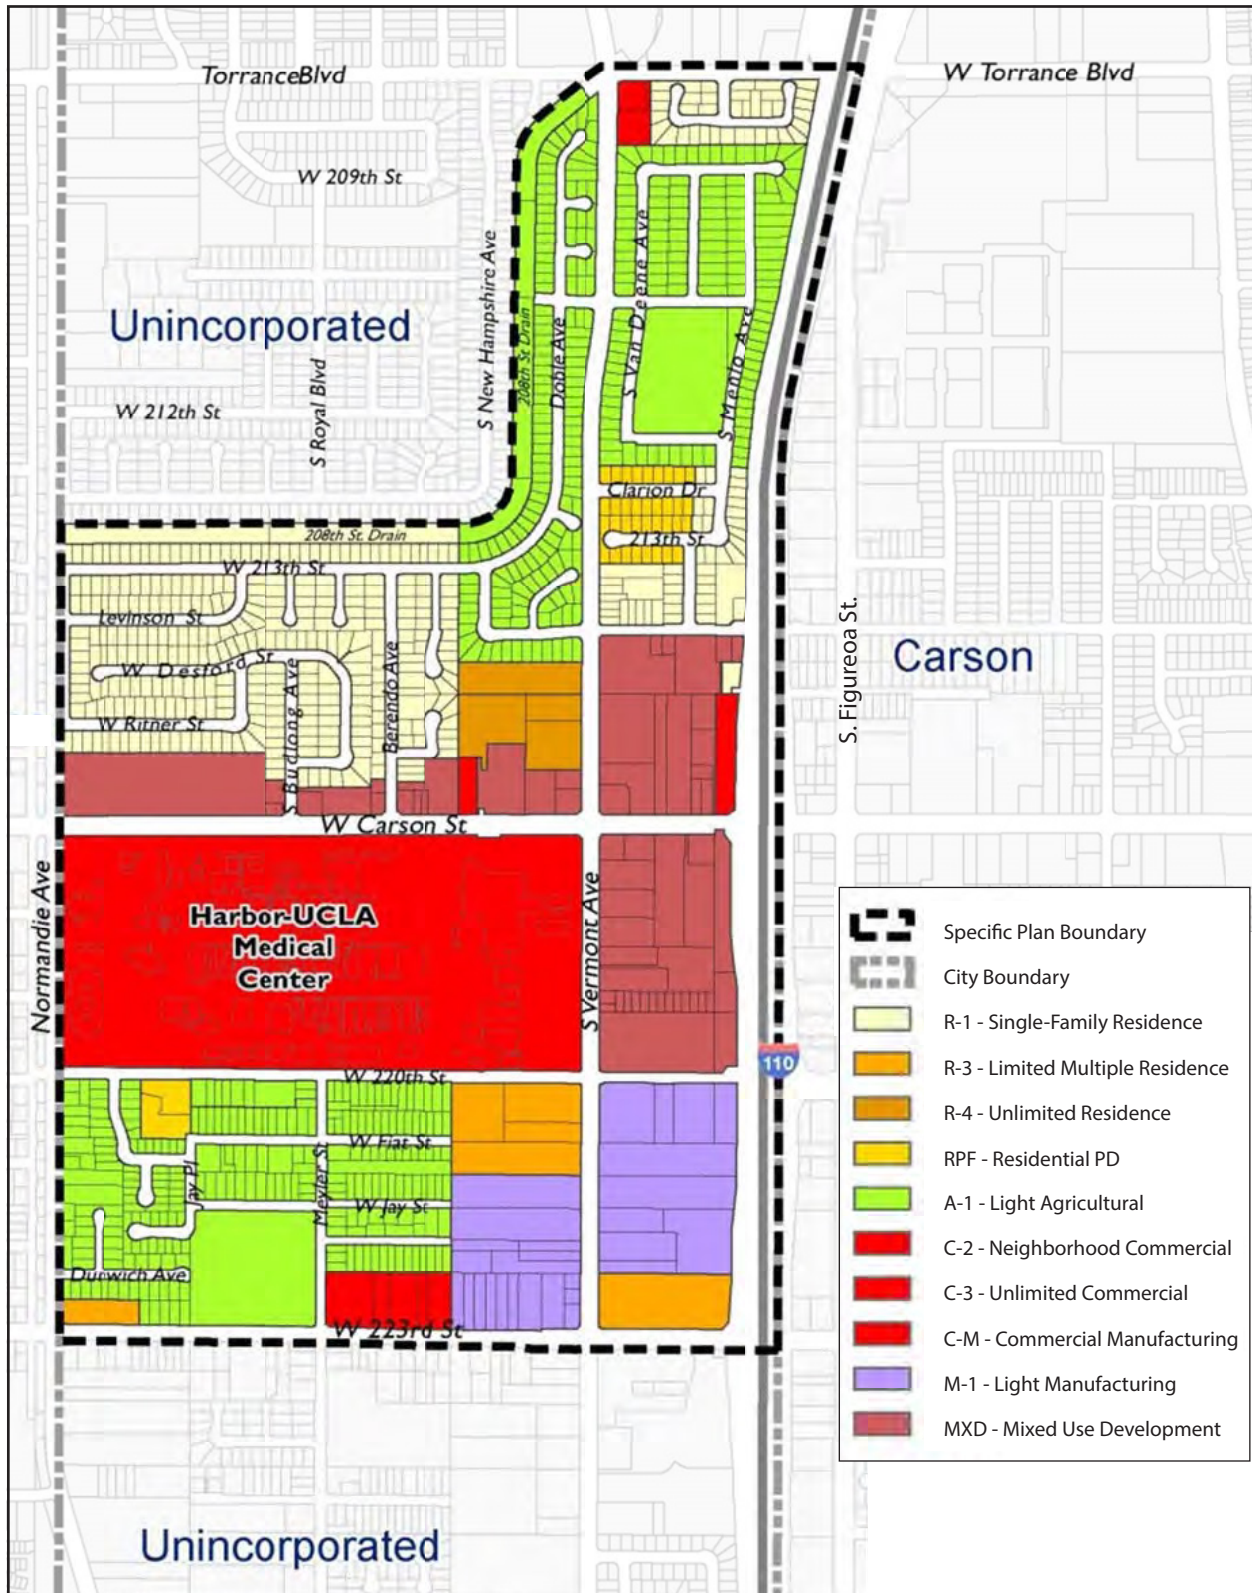 TorranceBlvd
W Torrance Blvd
W 209th St
S New Hampshire Ave
S Van Deene Ave
Unincorporated
208th St Drain
Doble Ave
S Menlo Ave
S Royal Blvd
W 212th St
Clarion Dr
208th St. Drain
213th St
W 213th St
Levinson St
S. Figureoa St.
Carson
W Desford St
S Budlong Ave
Berendo Ave
W Ritner St
W Carson St
Normandie Ave
Harbor-UCLA
Medical
Center
S Vermont Ave
110
W 220th St
W Fiat St
Jay Pl
Meyler St
W Jay St
Durwich Ave
W 223rd St
Unincorporated
Specific Plan Boundary
City Boundary
R-1 - Single-Family Residence
R-3 - Limited Multiple Residence
R-4 - Unlimited Residence
RPF - Residential PD
A-1 - Light Agricultural
C-2 - Neighborhood Commercial
C-3 - Unlimited Commercial
C-M - Commercial Manufacturing
M-1 - Light Manufacturing
MXD - Mixed Use Development